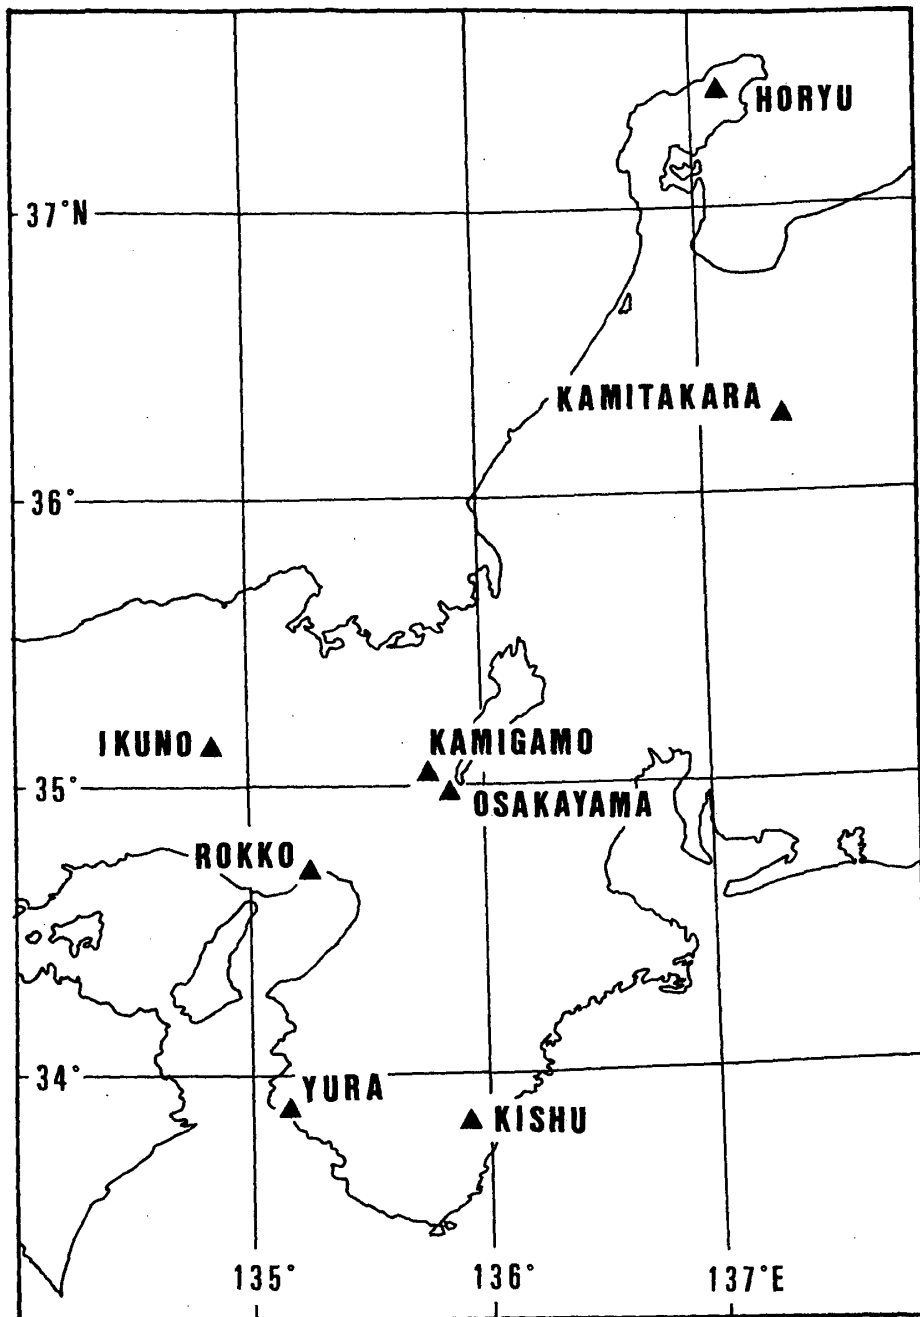 HORYU
37°N
KAMITAKARA
36°
IKUNO
KAMIGAMO
35°
OSAKAYAMA
ROKKO
34°
YURA
KISHU
135°
136°
137°E